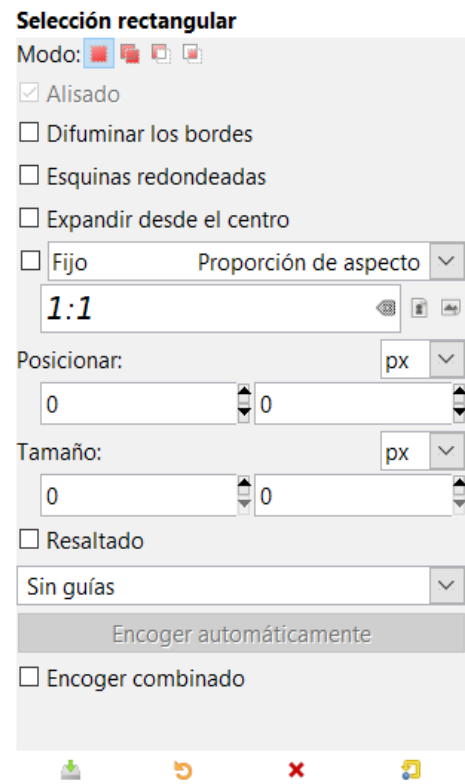 Selección rectangular
Modo:
Alisado
Difuminar los bordes
Esquinas redondeadas
Expandir desde el centro
Fijo Proporción de aspecto
1:1
Posicionar: px
0 0
Tamaño: px
0 0
Resaltado
Sin guías
Encoger automáticamente
Encoger combinado